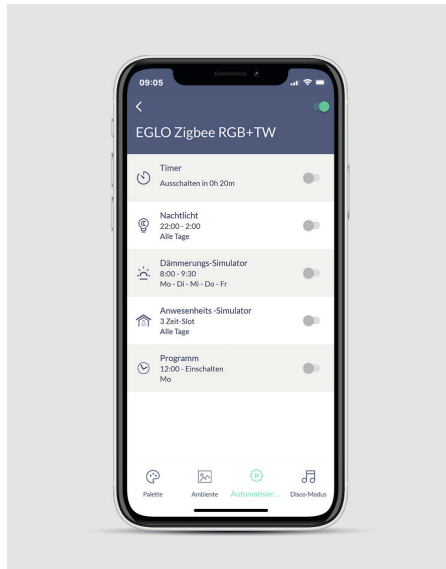 09:05
EGLO Zigbee RGB+TW
Timer
Ausschalten in 0h 20m
Nachtlicht
22:00 - 2:00
Alle Tage
Dämmerungs-Simulator
8:00 - 9:30
Mo - Di - Mi - Do - Fr
Anwesenheits -Simulator
3 Zeit-Slot
Alle Tage
Programm
12:00 - Einschalten
Mo
Palette
Ambiente
Automatisier...
Disco-Modus